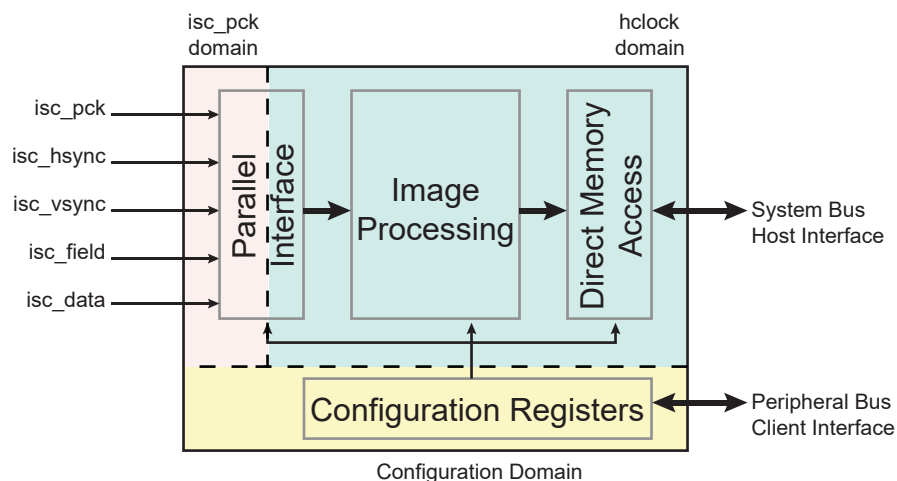 isc_pck
domain
hclock
domain
isc_pck
isc_hsync
isc_vsync
isc_field
isc_data
Parallel
Interface
Image
Processing
Direct Memory
Access
System Bus
Host Interface
Configuration Registers
Peripheral Bus
Client Interface
Configuration Domain